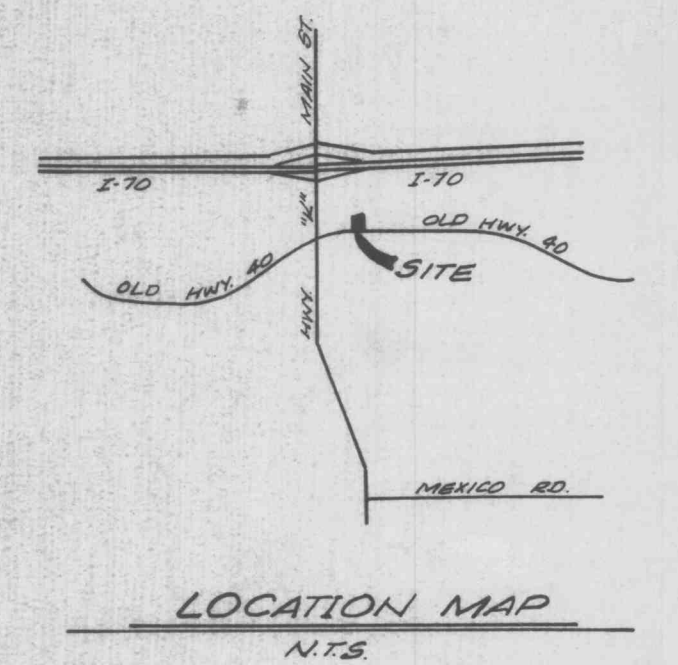 MAIN ST.
I-70
I-70
HWY. "K"
OLD HWY. 40
SITE
OLD HWY. 40
MEXICO RD.
LOCATION MAP
N.T.S.